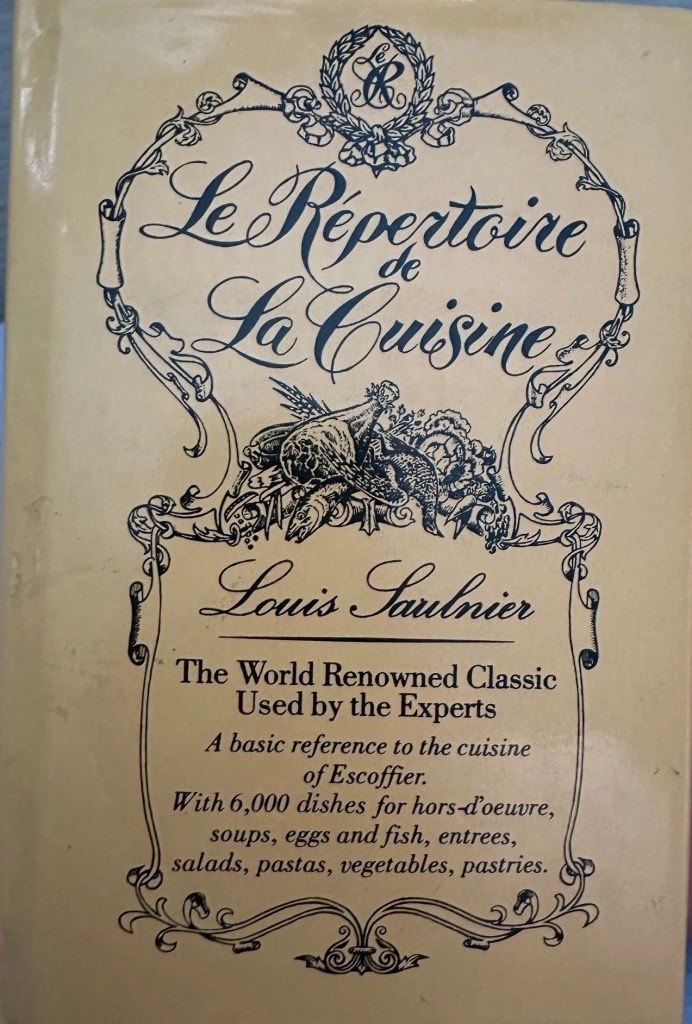 Le
R
Le Répertoire
de
La Cuisine
Louis Saulnier
The World Renowned Classic
Used by the Experts
A basic reference to the cuisine
of Escoffier.
With 6,000 dishes for hors-d'oeuvre,
soups, eggs and fish, entrees,
salads, pastas, vegetables, pastries.